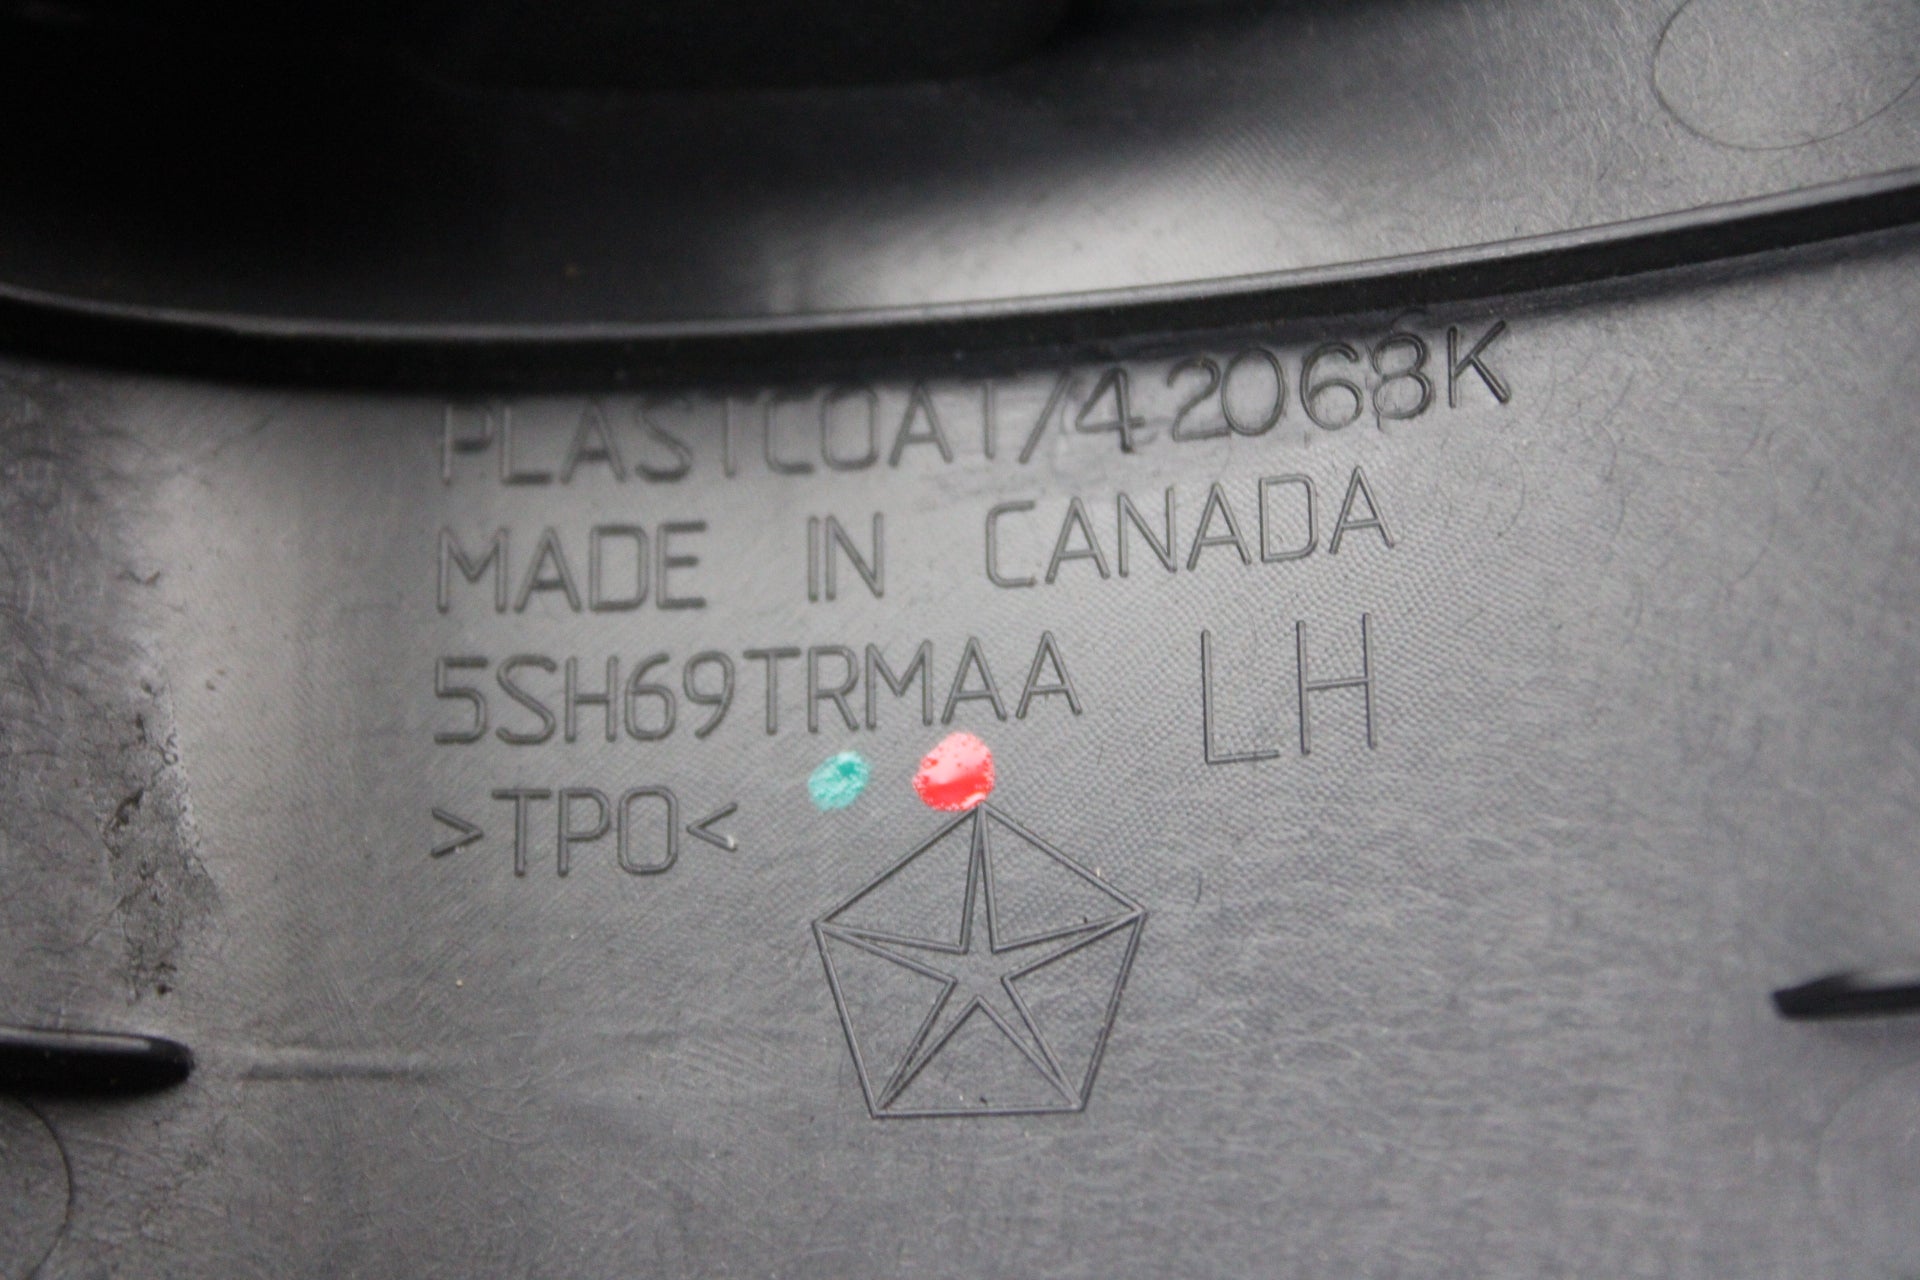 PLASTCOAT/42068K
MADE IN CANADA
5SH69TRMAA LH
>TPO<